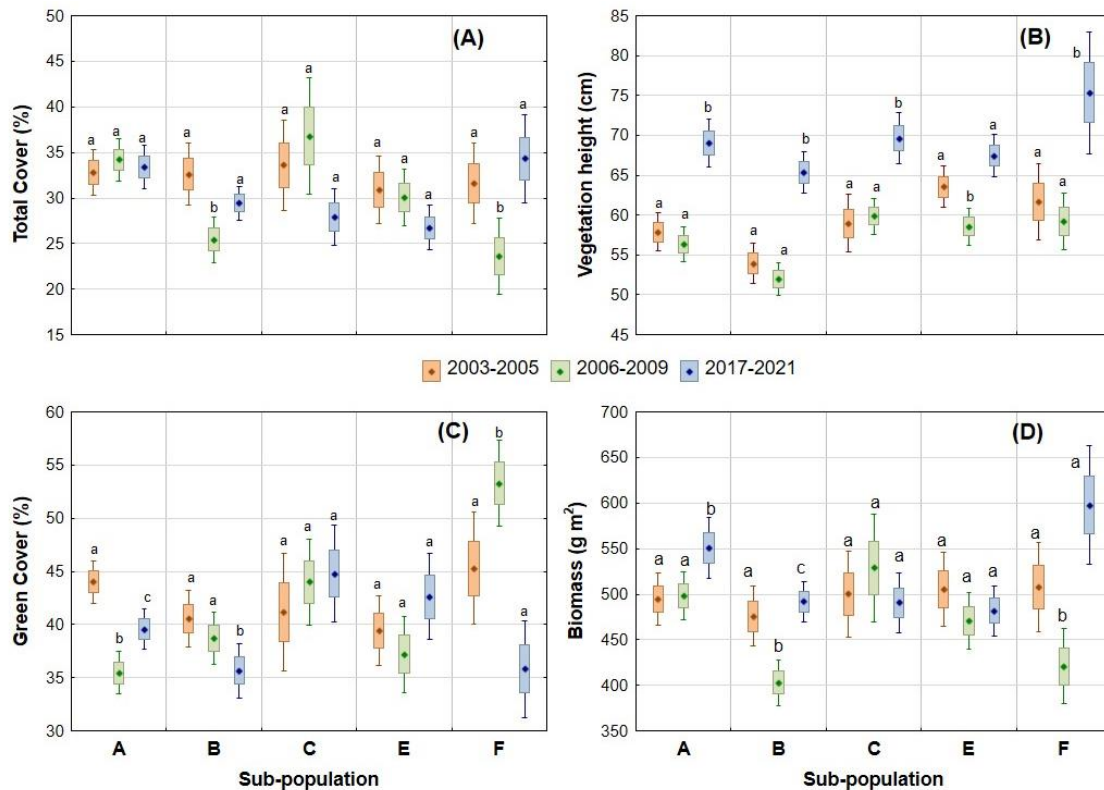 (A)
Total Cover (%)
50
45
40
35
30
25
20
15
a a a a b a a a a a a a a b a
(B)
Vegetation height (cm)
85
80
75
70
65
60
55
50
45
a a b a a b a a b a b a a a b
2003-2005 2006-2009 2017-2021
(C)
Green Cover (%)
60
55
50
45
40
35
30
a b c a a b a a a a a a a b a
A B C E F
Sub-population
(D)
Biomass (g m²)
700
650
600
550
500
450
400
350
a a b a b c a a a a a a a b a
A B C E F
Sub-population